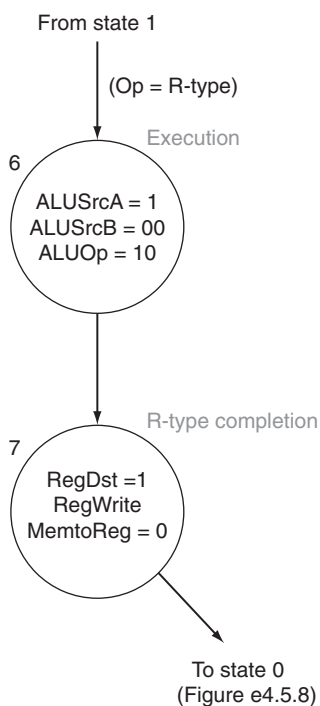 From state 1
(Op = R-type)
Execution
6
ALUSrcA = 1
ALUSrcB = 00
ALUOp = 10
R-type completion
7
RegDst =1
RegWrite
MemtoReg = 0
To state 0
(Figure e4.5.8)